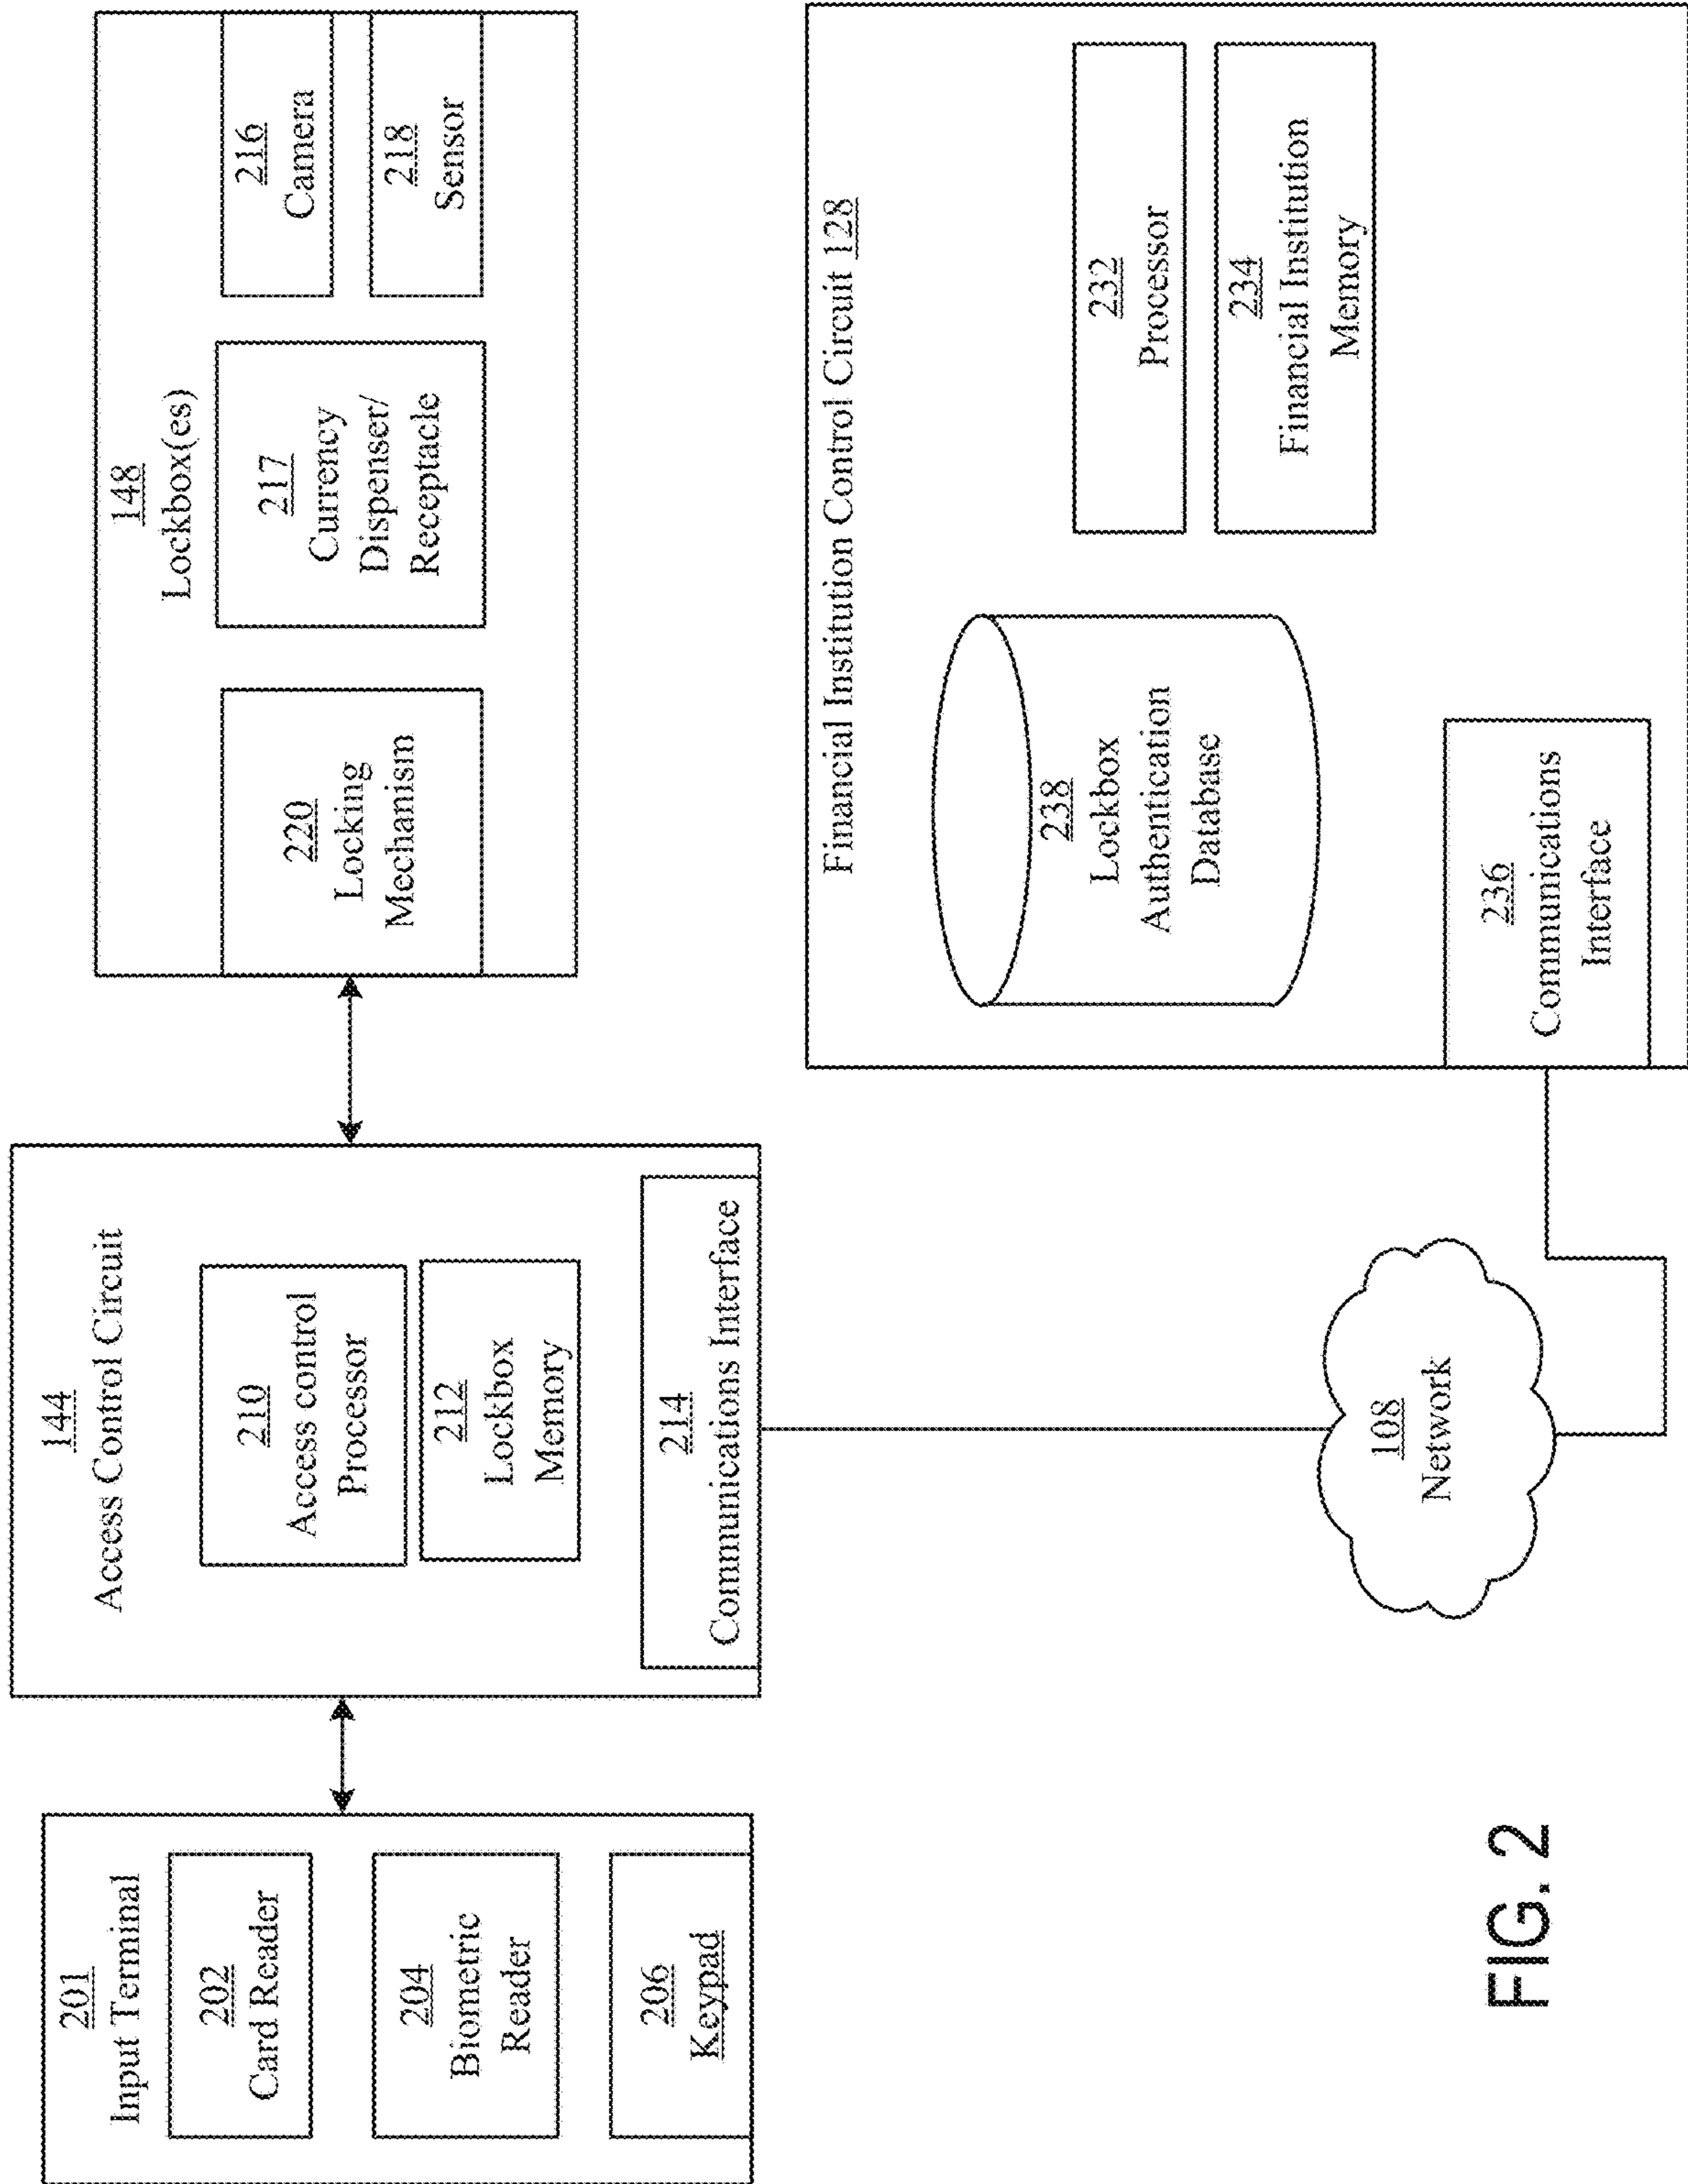 201
Input Terminal
202
Card Reader
204
Biometric
Reader
206
Keypad
144
Access Control Circuit
210
Access control
Processor
212
Lockbox
Memory
214
Communications Interface
148
Lockbox(es)
220
Locking
Mechanism
217
Currency
Dispenser/
Receptacle
216
Camera
218
Sensor
108
Network
Financial Institution Control Circuit 128
238
Lockbox
Authentication
Database
232
Processor
234
Financial Institution
Memory
236
Communications
Interface
FIG. 2